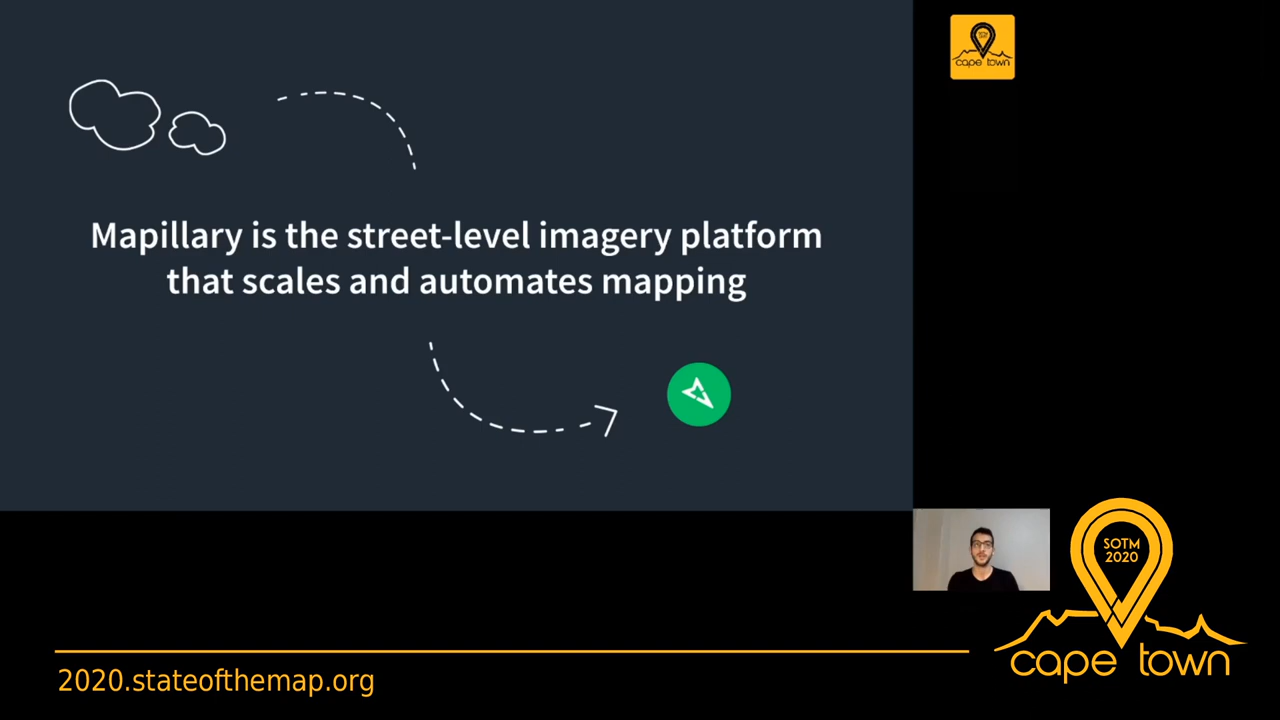 cape town
Mapillary is the street-level imagery platform
that scales and automates mapping
SOTM
2020
cape town
2020.stateofthemap.org